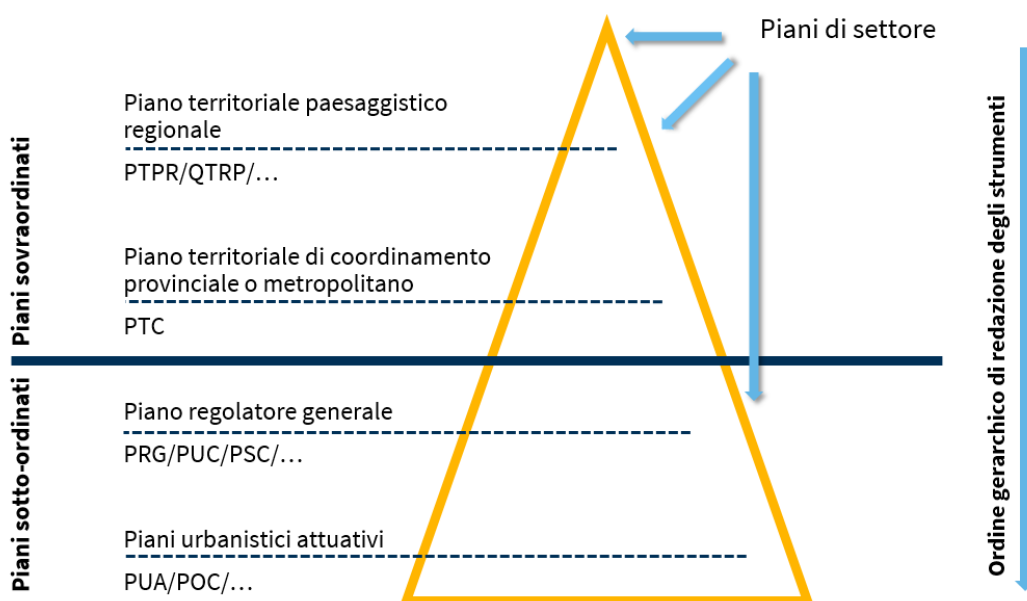 Piani di settore
Piano territoriale paesaggistico
regionale
PTPR/QTRP/…
Piano territoriale di coordinamento
provinciale o metropolitano
PTC
Piano regolatore generale
PRG/PUC/PSC/…
Piani urbanistici attuativi
PUA/POC/…
Piani sovraordinati
Piani sotto-ordinati
Ordine gerarchico di redazione degli strumenti